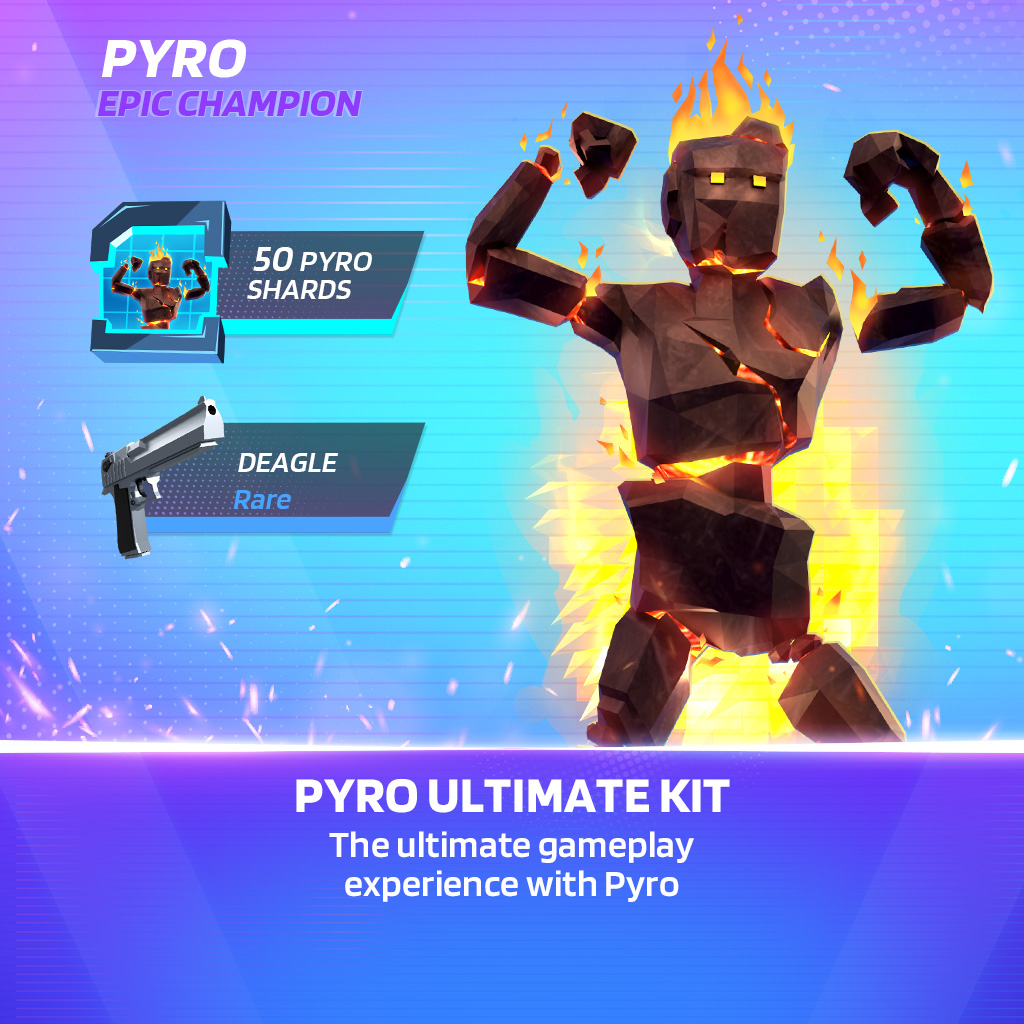 PYRO
EPIC CHAMPION
50 PYRO
SHARDS
DEAGLE
Rare
PYRO ULTIMATE KIT
The ultimate gameplay
experience with Pyro